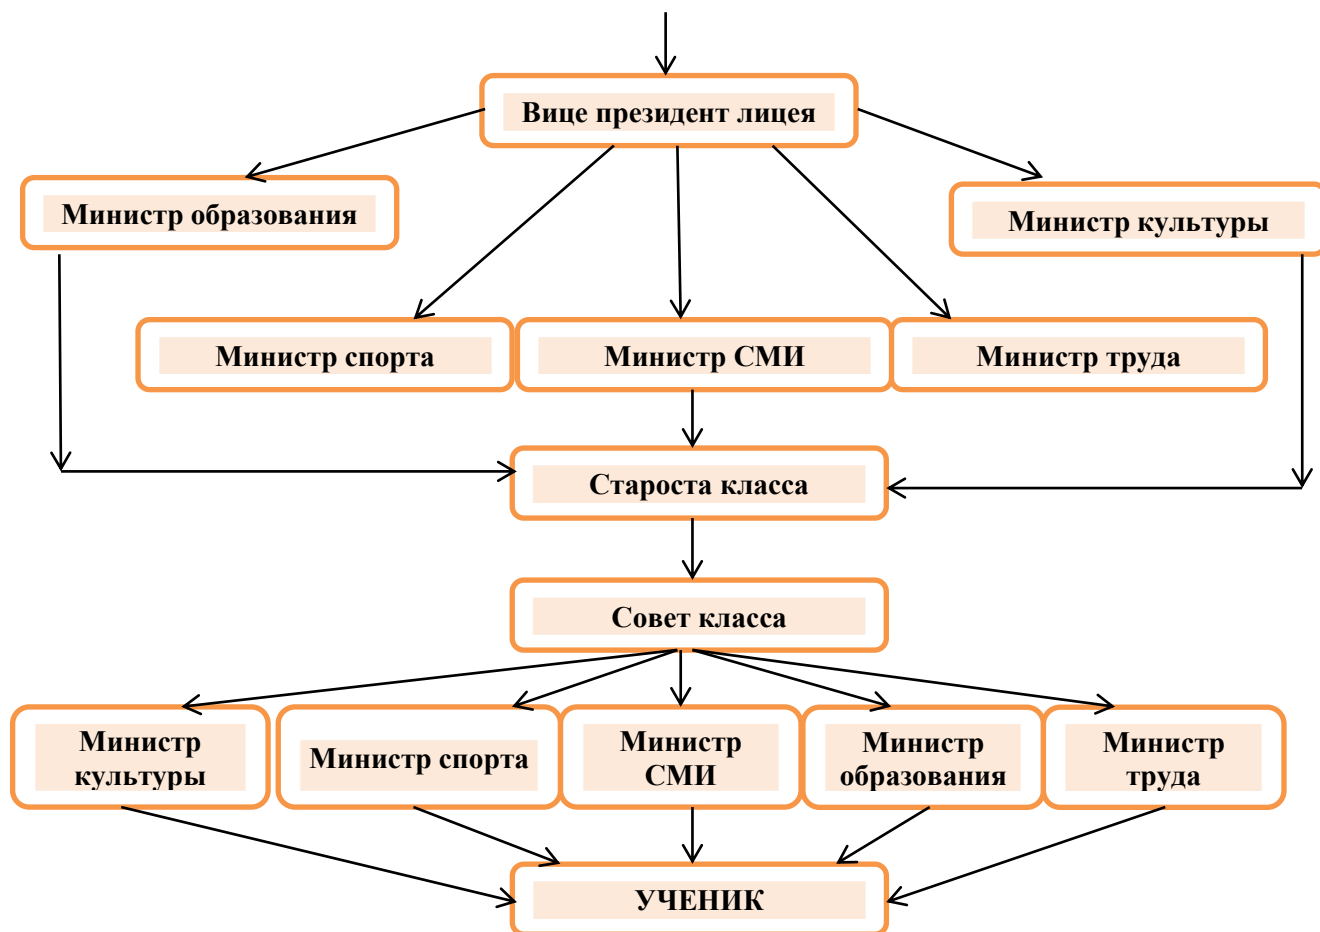 Вице президент лицея
Министр образования
Министр культуры
Министр спорта
Министр СМИ
Министр труда
Староста класса
Совет класса
Министр
культуры
Министр спорта
Министр
СМИ
Министр
образования
Министр
труда
УЧЕНИК